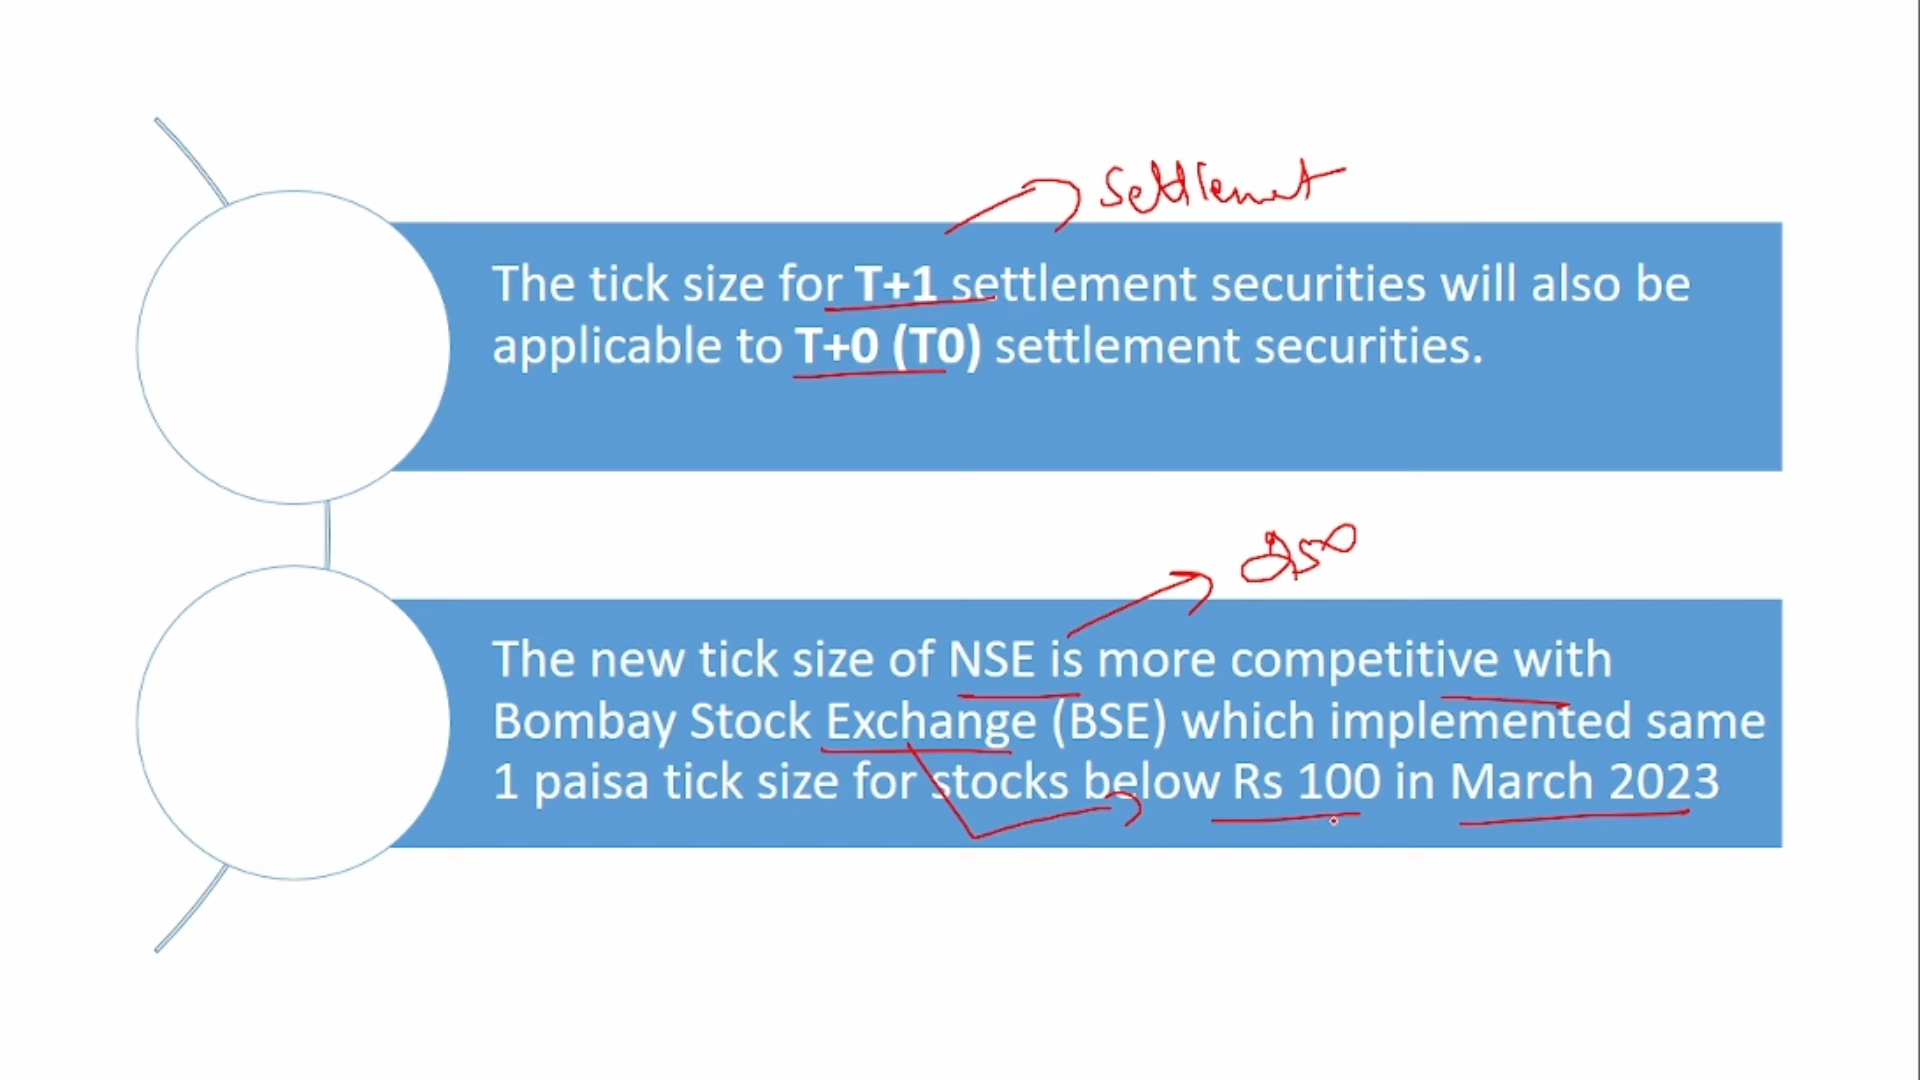 Settlement
The tick size for T+1 settlement securities will also be
applicable to T+0 (T0) settlement securities.
250
The new tick size of NSE is more competitive with
Bombay Stock Exchange (BSE) which implemented same
1 paisa tick size for stocks below Rs 100 in March 2023